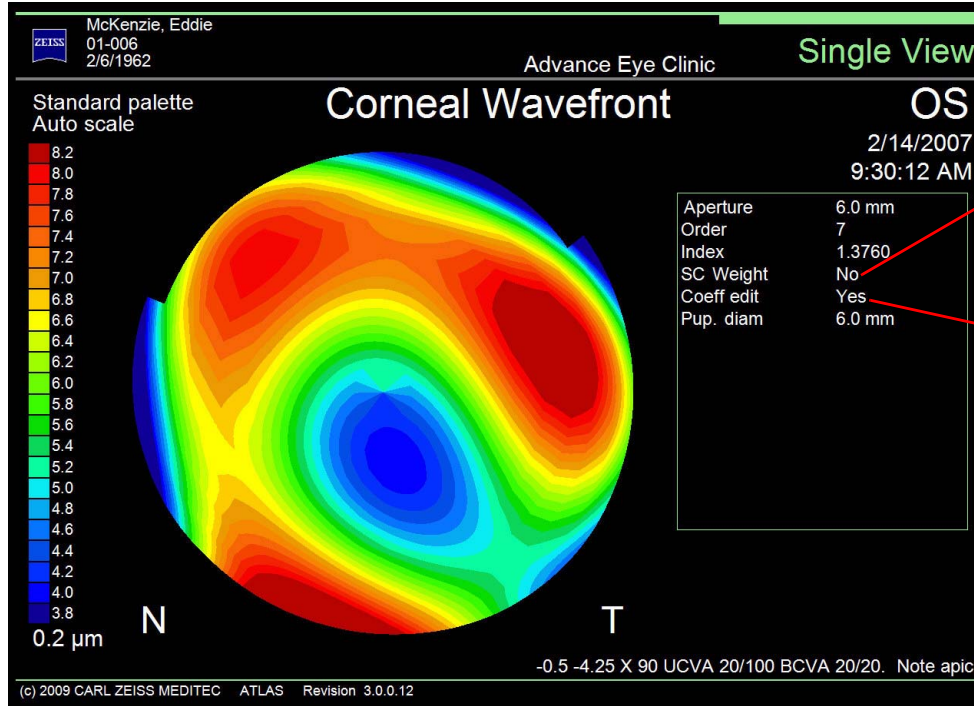 ZEISS
McKenzie, Eddie
01-006
2/6/1962
Advance Eye Clinic
Single View
Standard palette
Auto scale
Corneal Wavefront
OS
2/14/2007
9:30:12 AM
8.2
8.0
7.8
7.6
7.4
7.2
7.0
6.8
6.6
6.4
6.2
6.0
5.8
5.6
5.4
5.2
5.0
4.8
4.6
4.4
4.2
4.0
3.8
0.2 µm
Aperture 6.0 mm
Order 7
Index 1.3760
SC Weight No
Coeff edit Yes
Pup. diam 6.0 mm
N
T
-0.5 -4.25 X 90 UCVA 20/100 BCVA 20/20. Note apic
(c) 2009 CARL ZEISS MEDITEC ATLAS Revision 3.0.0.12